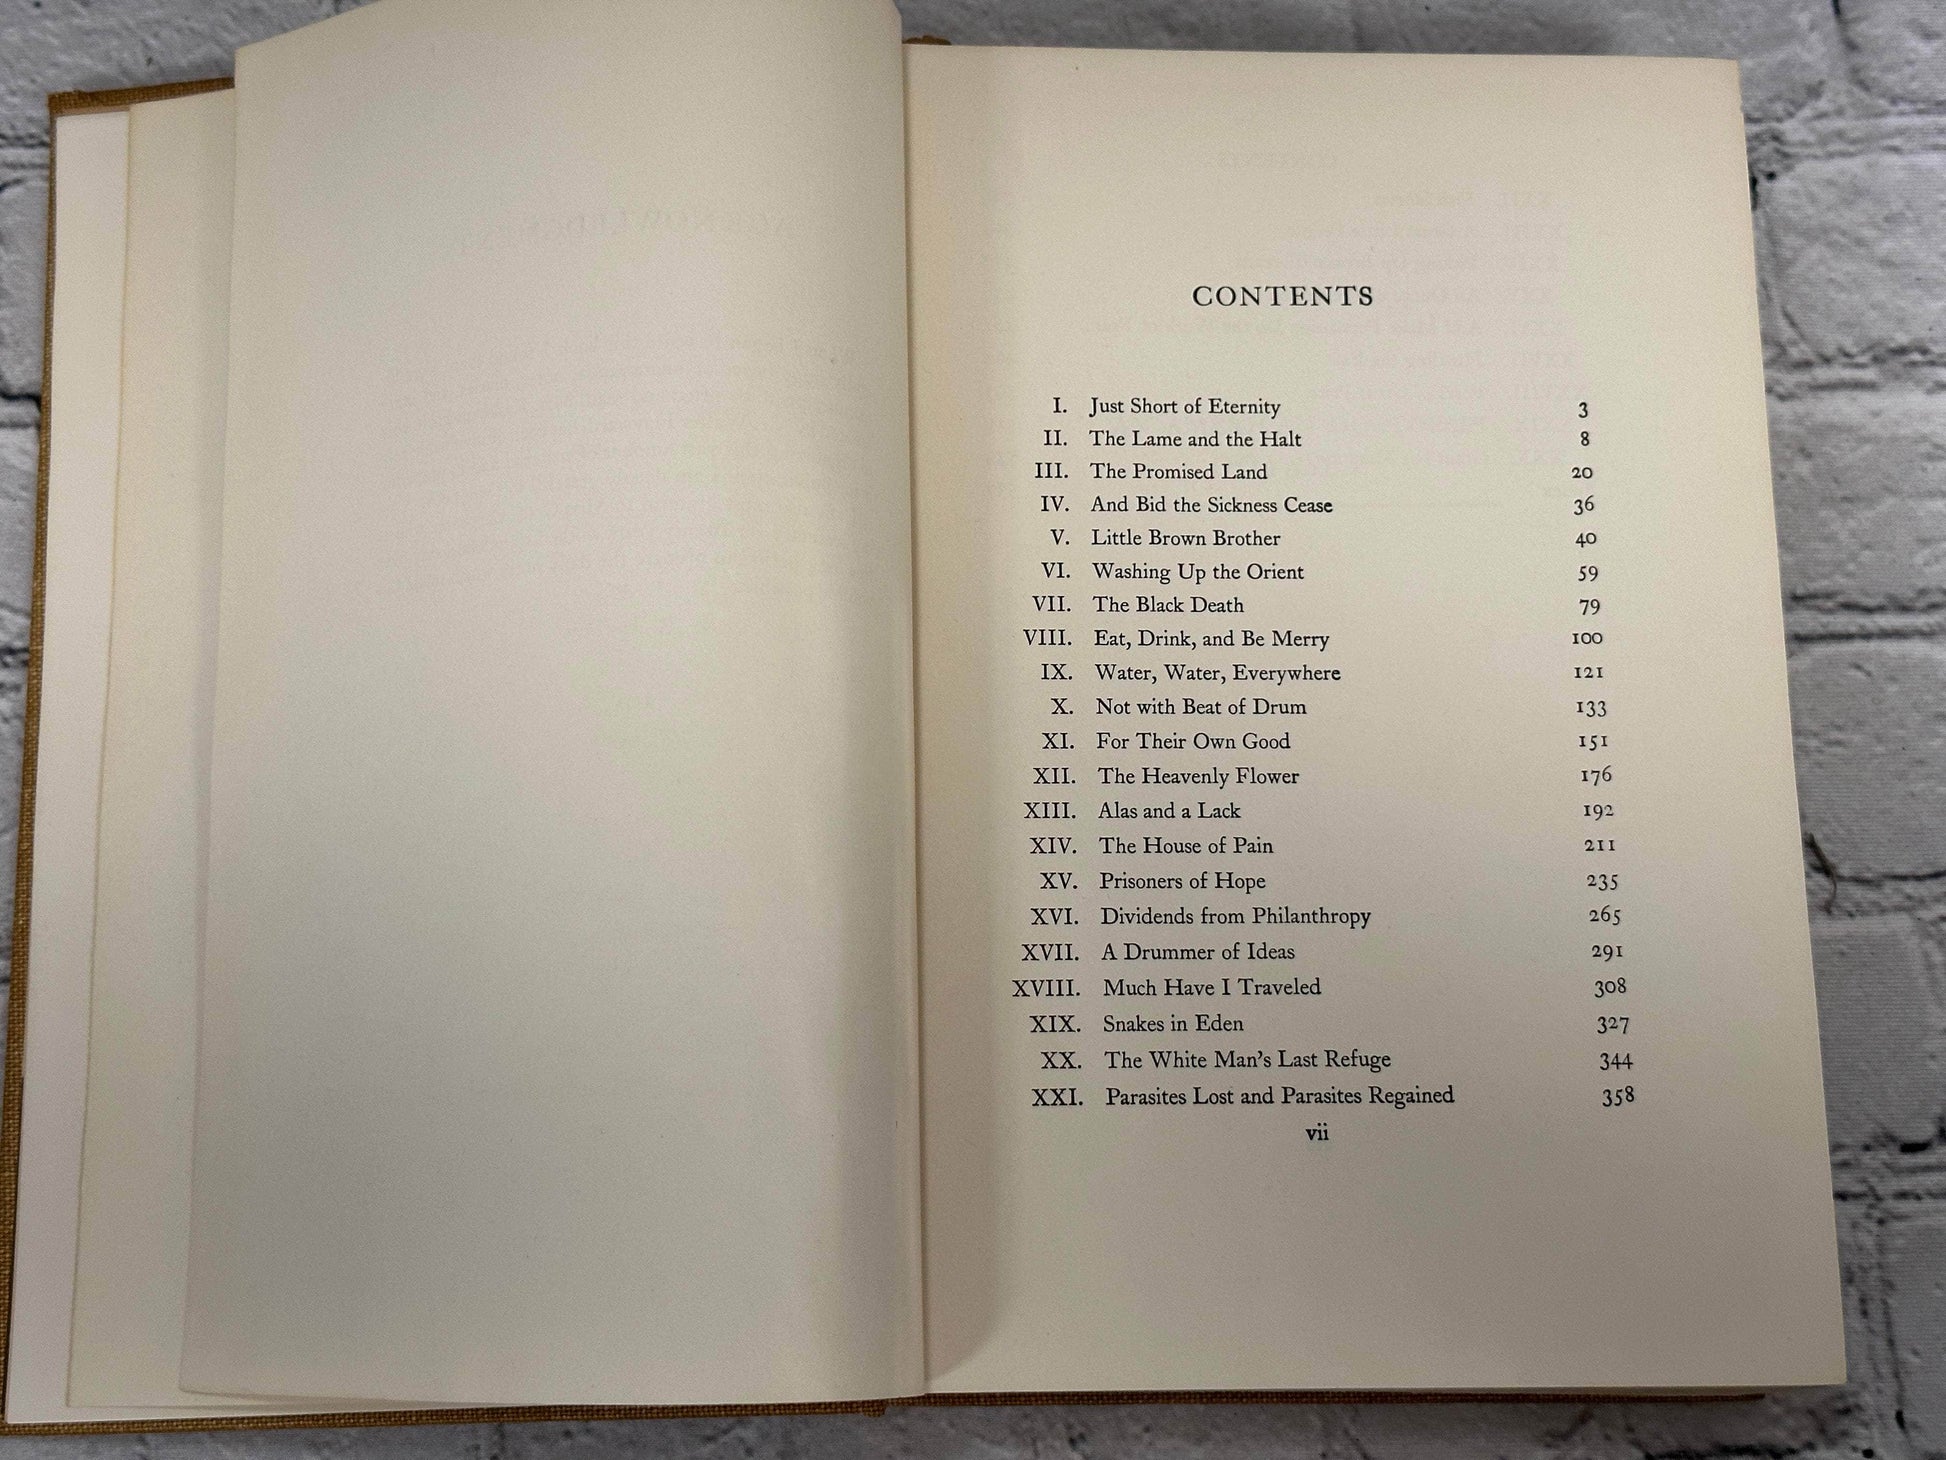 CONTENTS
I. Just Short of Eternity 3
II. The Lame and the Halt 8
III. The Promised Land 20
IV. And Bid the Sickness Cease 36
V. Little Brown Brother 40
VI. Washing Up the Orient 59
VII. The Black Death 79
VIII. Eat, Drink, and Be Merry 100
IX. Water, Water, Everywhere 121
X. Not with Beat of Drum 133
XI. For Their Own Good 151
XII. The Heavenly Flower 176
XIII. Alas and a Lack 192
XIV. The House of Pain 211
XV. Prisoners of Hope 235
XVI. Dividends from Philanthropy 265
XVII. A Drummer of Ideas 291
XVIII. Much Have I Traveled 308
XIX. Snakes in Eden 327
XX. The White Man's Last Refuge 344
XXI. Parasites Lost and Parasites Regained 358
vii